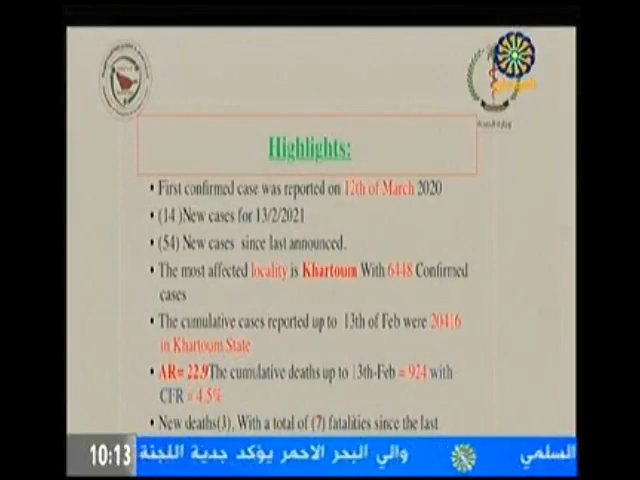 وزارة الصحة
Highlights:
• First confirmed case was reported on 12th of March 2020
• (14 )New cases for 13/2/2021
• (54) New cases since last announced.
• The most affected locality is Khartoum With 6448 Confirmed
cases
• The cumulative cases reported up to 13th of Feb were 20416
in Khartoum State
• AR= 22.9The cumulative deaths up to 13th-Feb = 924 with
CFR = 4.5%
• New deaths(3), With a total of (7) fatalities since the last
السلمي والي البحر الاحمر يؤكد جدية اللجنة 10:13